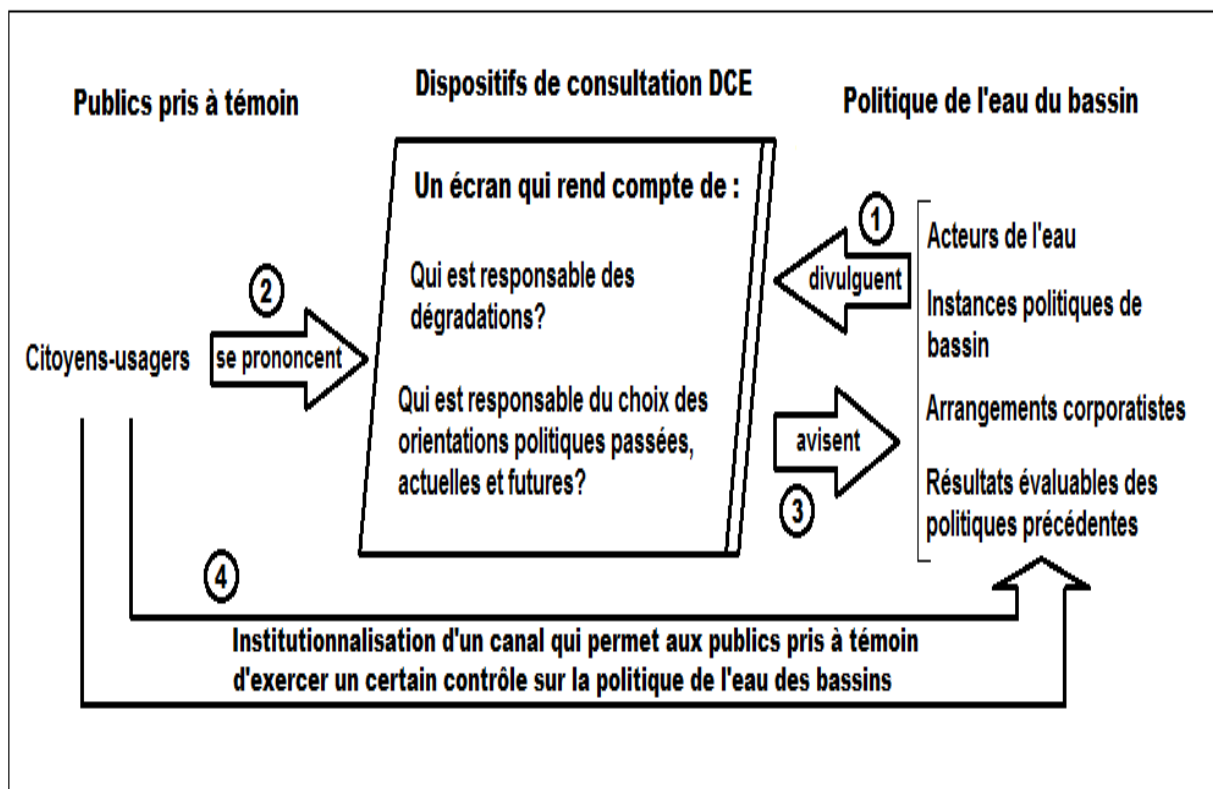 Publics pris à témoin
Dispositifs de consultation DCE
Politique de l'eau du bassin
Un écran qui rend compte de :
Qui est responsable des
dégradations?
Qui est responsable du choix des
orientations politiques passées,
actuelles et futures?
Citoyens-usagers
2
se prononcent
1
divulguent
avisent
3
Acteurs de l'eau
Instances politiques de
bassin
Arrangements corporatistes
Résultats évaluables des
politiques précédentes
4
Institutionnalisation d'un canal qui permet aux publics pris à témoin
d'exercer un certain contrôle sur la politique de l'eau des bassins